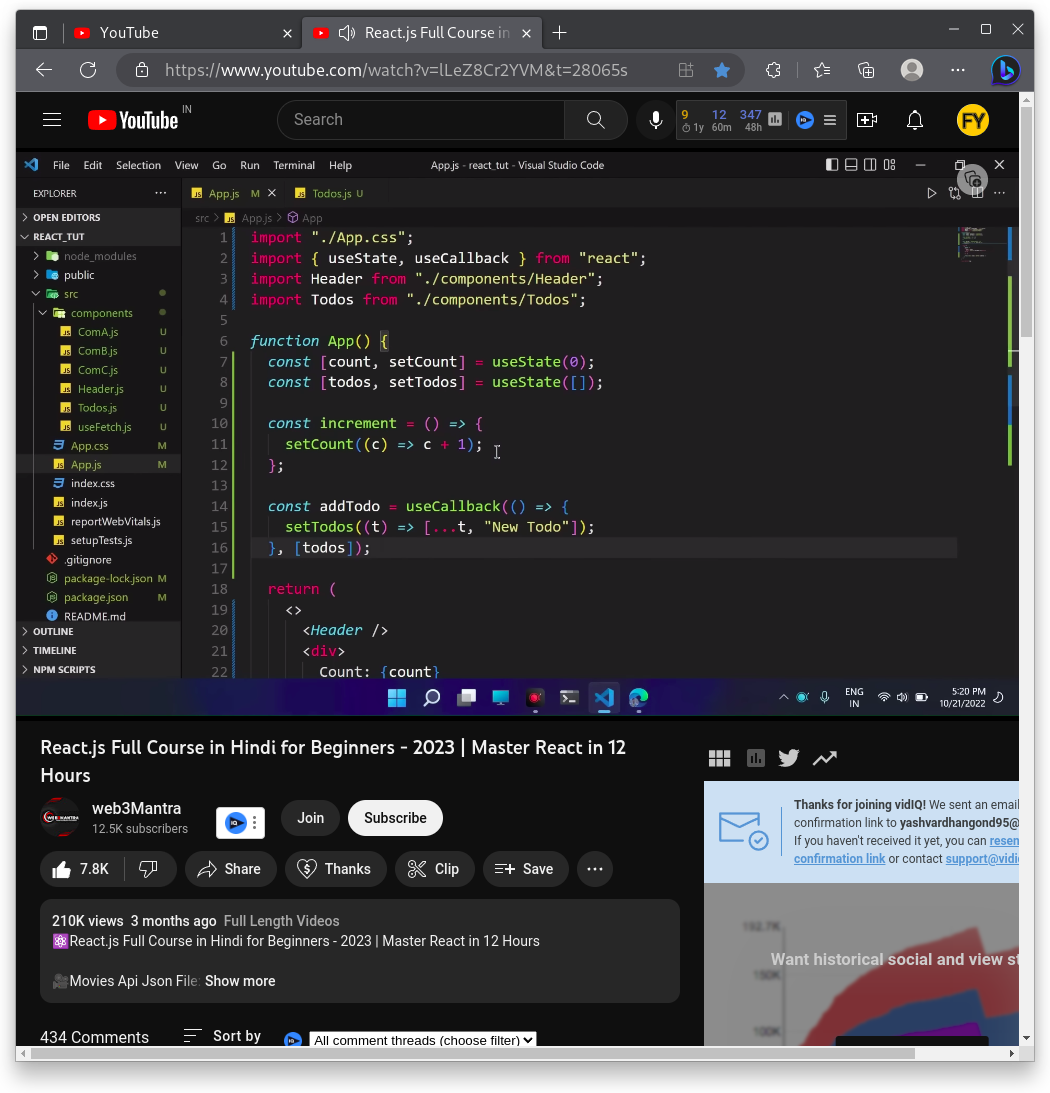 YouTube
React.js Full Course in
https://www.youtube.com/watch?v=lLeZ8Cr2YVM&t=28065s
YouTube IN
Search
9 12 347
1y 60m 48h
FY
File Edit Selection View Go Run Terminal Help
App.js - react_tut - Visual Studio Code
EXPLORER
App.js M
Todos.js U
OPEN EDITORS
src > App.js > App
REACT_TUT
node_modules
public
src
components
ComA.js U
ComB.js U
ComC.js U
Header.js U
Todos.js U
useFetch.js U
App.css M
App.js M
index.css
index.js
reportWebVitals.js
setupTests.js
.gitignore
package-lock.json M
package.json M
README.md
OUTLINE
TIMELINE
NPM SCRIPTS
1 import "./App.css";
2 import { useState, useCallback } from "react";
3 import Header from "./components/Header";
4 import Todos from "./components/Todos";
5
6 function App() {
7 const [count, setCount] = useState(0);
8 const [todos, setTodos] = useState([]);
9
10 const increment = () => {
11 setCount((c) => c + 1);
12 };
13
14 const addTodo = useCallback(() => {
15 setTodos((t) => [...t, "New Todo"]);
16 }, [todos]);
17
18 return (
19 <>
20 <Header />
21 <div>
22 Count: {count}
ENG
IN
5:20 PM
10/21/2022
React.js Full Course in Hindi for Beginners - 2023 | Master React in 12
Hours
WEB3MANTRA
web3Mantra
12.5K subscribers
IQ
Join
Subscribe
7.8K
Share
Thanks
Clip
Save
210K views 3 months ago Full Length Videos
React.js Full Course in Hindi for Beginners - 2023 | Master React in 12 Hours
Movies Api Json File: Show more
434 Comments
Sort by
IQ
All comment threads (choose filter)
Thanks for joining vidIQ! We sent an email
confirmation link to yashvardhangond95@
If you haven't received it yet, you can resen
confirmation link or contact support@vidi
192.7K
Want historical social and view st
150K
100K